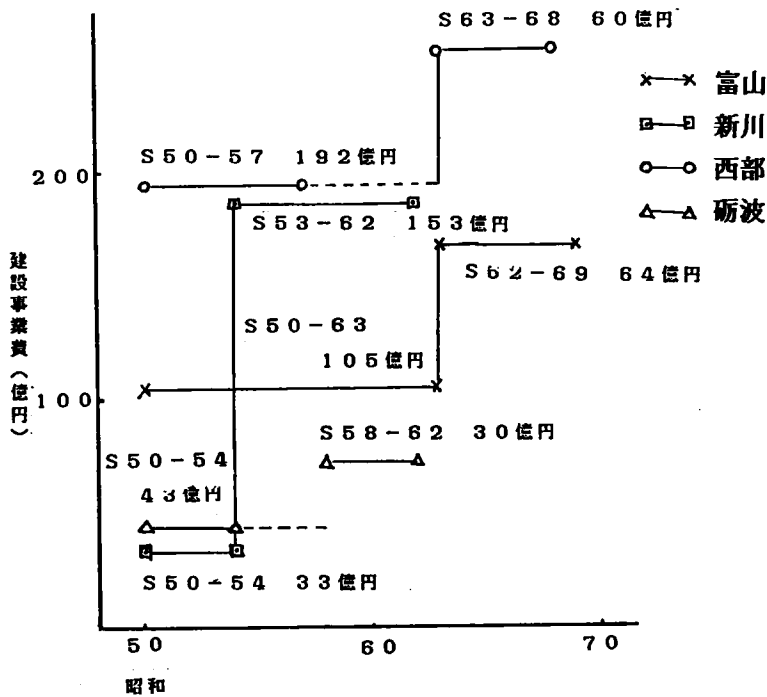 S63-68 60億円
富山
新川
西部
砺波
S50-57 192億円
200
S53-62 153億円
S62-69 64億円
建設事業費(億円)
S50-63
105億円
100
S58-62 30億円
S50-54
43億円
S50-54 33億円
50
60
70
昭和